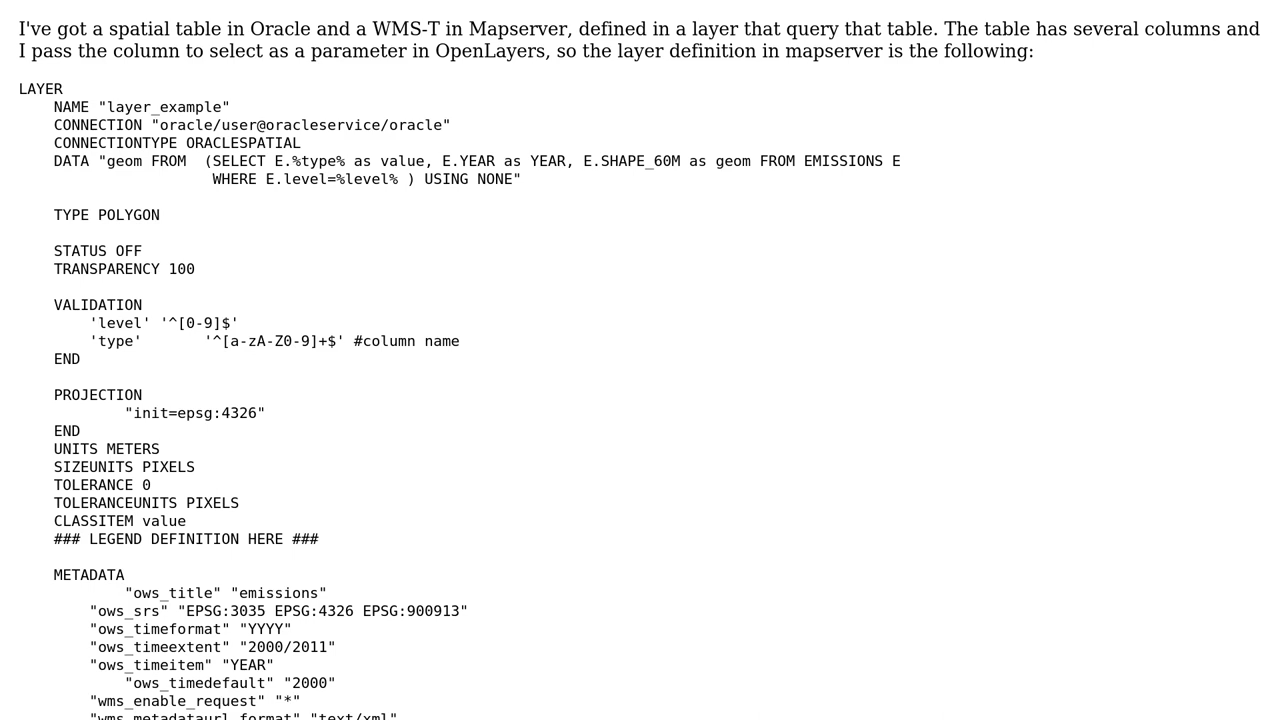 I've got a spatial table in Oracle and a WMS-T in Mapserver, defined in a layer that query that table. The table has several columns and
I pass the column to select as a parameter in OpenLayers, so the layer definition in mapserver is the following:
LAYER
    NAME "layer_example"
    CONNECTION "oracle/user@oracleservice/oracle"
    CONNECTIONTYPE ORACLESPATIAL
    DATA "geom FROM  (SELECT E.%type% as value, E.YEAR as YEAR, E.SHAPE_60M as geom FROM EMISSIONS E
                      WHERE E.level=%level% ) USING NONE"
    TYPE POLYGON
    STATUS OFF
    TRANSPARENCY 100
    VALIDATION
        'level' '^[0-9]$'
        'type'       '^[a-zA-Z0-9]+$' #column name
    END
    PROJECTION
            "init=epsg:4326"
    END
    UNITS METERS
    SIZEUNITS PIXELS
    TOLERANCE 0
    TOLERANCEUNITS PIXELS
    CLASSITEM value
    ### LEGEND DEFINITION HERE ###
    METADATA
            "ows_title" "emissions"
        "ows_srs" "EPSG:3035 EPSG:4326 EPSG:900913"
        "ows_timeformat" "YYYY"
        "ows_timeextent" "2000/2011"
        "ows_timeitem" "YEAR"
            "ows_timedefault" "2000"
        "wms_enable_request" "*"
        "wms_metadataurl_format" "text/xml"